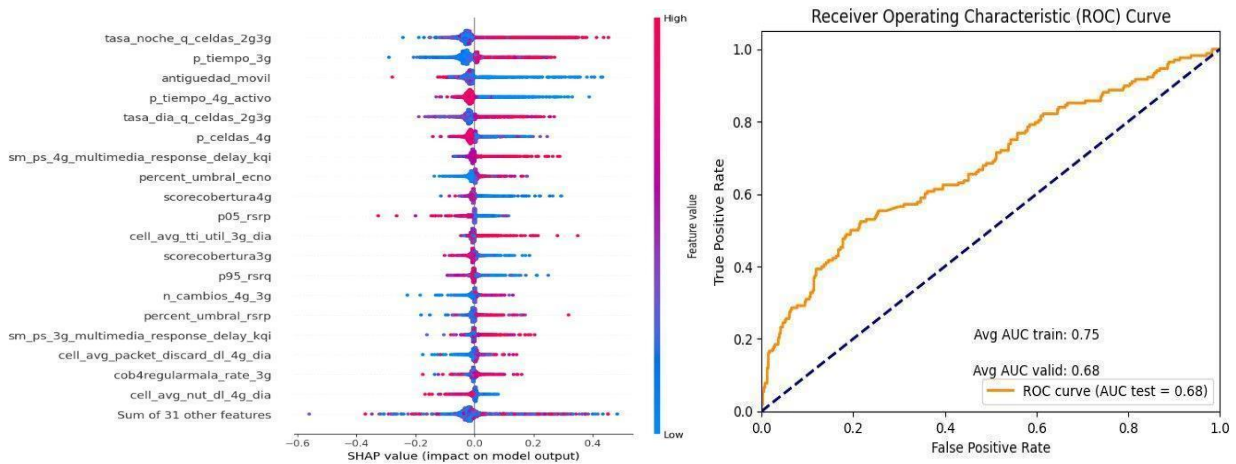 tasa_noche_q_celdas_2g3g
p_tiempo_3g
antiguedad_movil
p_tiempo_4g_activo
tasa_dia_q_celdas_2g3g
p_celdas_4g
sm_ps_4g_multimedia_response_delay_kqi
percent_umbral_ecno
scorecobertura4g
p05_rsrp
cell_avg_tti_util_3g_dia
scorecobertura3g
p95_rsrq
n_cambios_4g_3g
percent_umbral_rsrp
sm_ps_3g_multimedia_response_delay_kqi
cell_avg_packet_discard_dl_4g_dia
cob4regularmala_rate_3g
cell_avg_nut_dl_4g_dia
Sum of 31 other features
−0.6 −0.4 −0.2 0.0 0.2 0.4
SHAP value (impact on model output)
High
Feature value
Low
Receiver Operating Characteristic (ROC) Curve
True Positive Rate
1.0
0.8
0.6
0.4
0.2
0.0
Avg AUC train: 0.75
Avg AUC valid: 0.68
ROC curve (AUC test = 0.68)
0.0 0.2 0.4 0.6 0.8 1.0
False Positive Rate